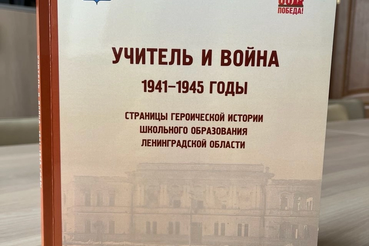 ПОБЕДА!
УЧИТЕЛЬ И ВОЙНА
1941–1945 ГОДЫ
СТРАНИЦЫ ГЕРОИЧЕСКОЙ ИСТОРИИ
ШКОЛЬНОГО ОБРАЗОВАНИЯ
ЛЕНИНГРАДСКОЙ ОБЛАСТИ